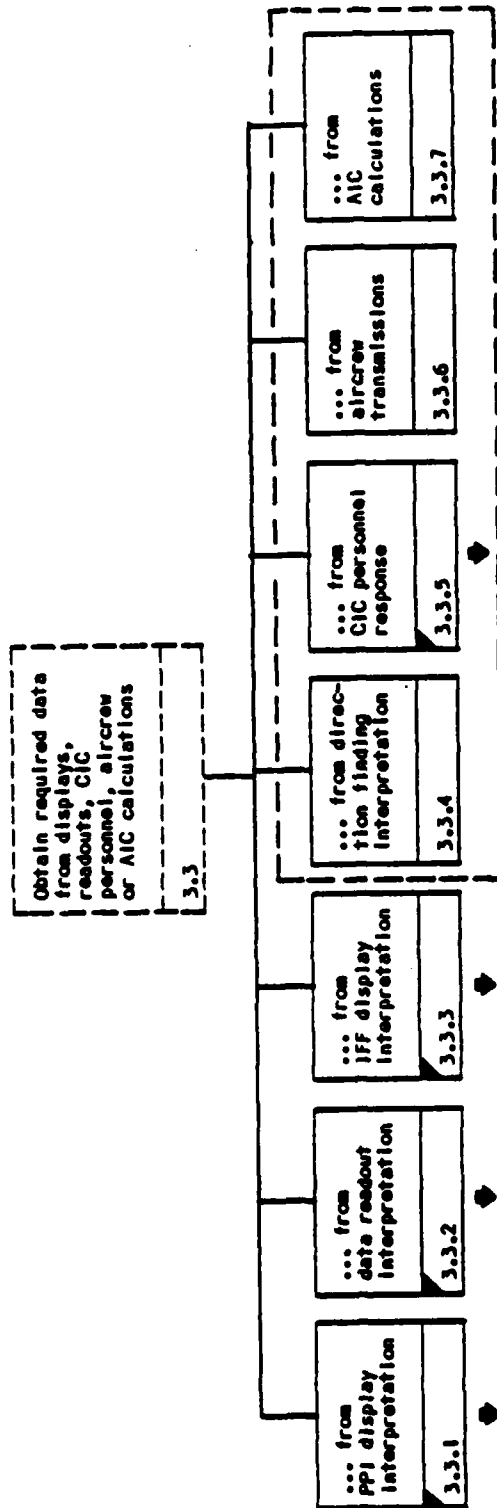 Obtain required data
from displays,
readouts, CIC
personnel, aircrew
or AIC calculations
3.3
... from
PPI display
interpretation
3.3.1
... from
data readout
interpretation
3.3.2
... from
IFF display
interpretation
3.3.3
... from direc-
tion finding
interpretation
3.3.4
... from
CIC personnel
response
3.3.5
... from
aircrew
transmissions
3.3.6
... from
AIC
calculations
3.3.7